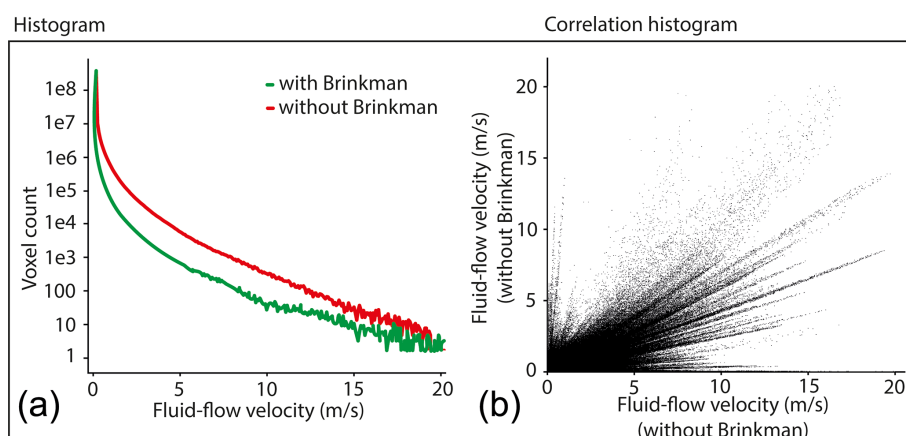 Histogram
Correlation histogram
with Brinkman
without Brinkman
Voxel count
1e8
1e7
1e6
1e5
1e4
1e3
100
10
1
0
5
10
15
20
Fluid-flow velocity (m/s)
(a)
Fluid-flow velocity (m/s)
(without Brinkman)
20
15
10
5
0
0
5
10
15
20
Fluid-flow velocity (m/s)
(without Brinkman)
(b)